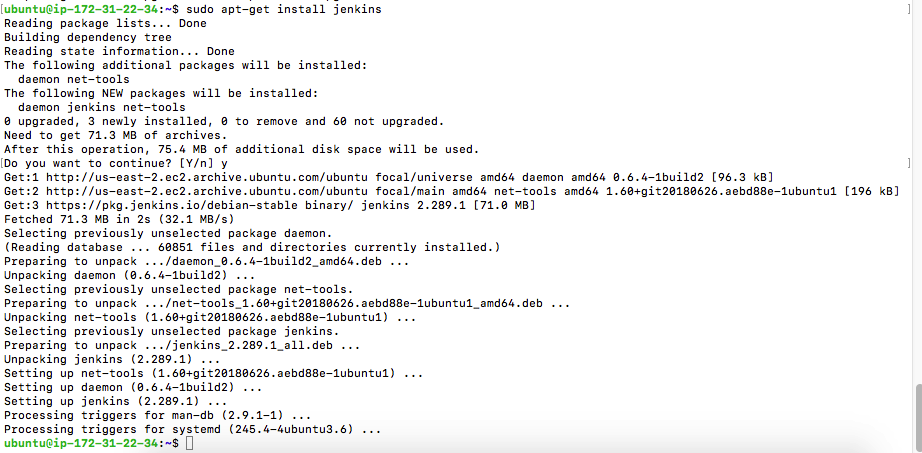 [ubuntu@ip-172-31-22-34:~$ sudo apt-get install jenkins ]
Reading package lists... Done
Building dependency tree
Reading state information... Done
The following additional packages will be installed:
  daemon net-tools
The following NEW packages will be installed:
  daemon jenkins net-tools
0 upgraded, 3 newly installed, 0 to remove and 60 not upgraded.
Need to get 71.3 MB of archives.
After this operation, 75.4 MB of additional disk space will be used.
[Do you want to continue? [Y/n] y ]
Get:1 http://us-east-2.ec2.archive.ubuntu.com/ubuntu focal/universe amd64 daemon amd64 0.6.4-1build2 [96.3 kB]
Get:2 http://us-east-2.ec2.archive.ubuntu.com/ubuntu focal/main amd64 net-tools amd64 1.60+git20180626.aebd88e-1ubuntu1 [196 kB]
Get:3 https://pkg.jenkins.io/debian-stable binary/ jenkins 2.289.1 [71.0 MB]
Fetched 71.3 MB in 2s (32.1 MB/s)
Selecting previously unselected package daemon.
(Reading database ... 60851 files and directories currently installed.)
Preparing to unpack .../daemon_0.6.4-1build2_amd64.deb ...
Unpacking daemon (0.6.4-1build2) ...
Selecting previously unselected package net-tools.
Preparing to unpack .../net-tools_1.60+git20180626.aebd88e-1ubuntu1_amd64.deb ...
Unpacking net-tools (1.60+git20180626.aebd88e-1ubuntu1) ...
Selecting previously unselected package jenkins.
Preparing to unpack .../jenkins_2.289.1_all.deb ...
Unpacking jenkins (2.289.1) ...
Setting up net-tools (1.60+git20180626.aebd88e-1ubuntu1) ...
Setting up daemon (0.6.4-1build2) ...
Setting up jenkins (2.289.1) ...
Processing triggers for man-db (2.9.1-1) ...
Processing triggers for systemd (245.4-4ubuntu3.6) ...
ubuntu@ip-172-31-22-34:~$